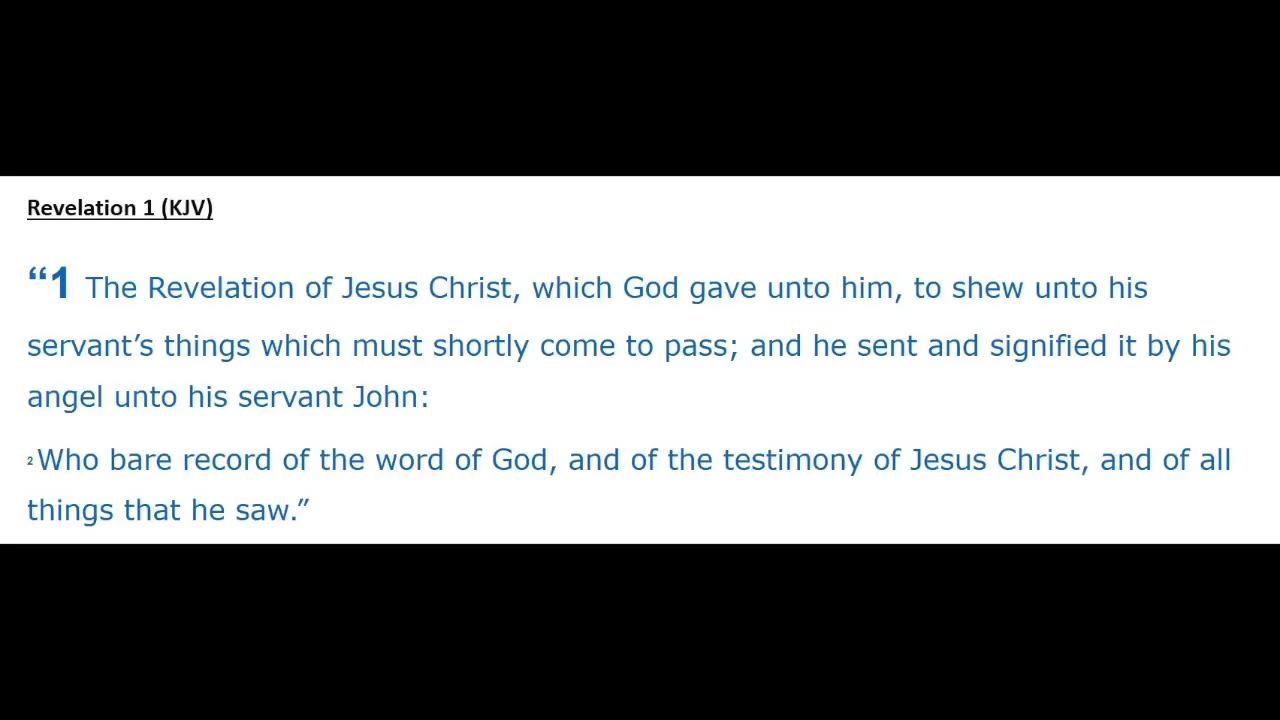 Revelation 1 (KJV)
“1 The Revelation of Jesus Christ, which God gave unto him, to shew unto his
servant’s things which must shortly come to pass; and he sent and signified it by his
angel unto his servant John:
2 Who bare record of the word of God, and of the testimony of Jesus Christ, and of all
things that he saw.”